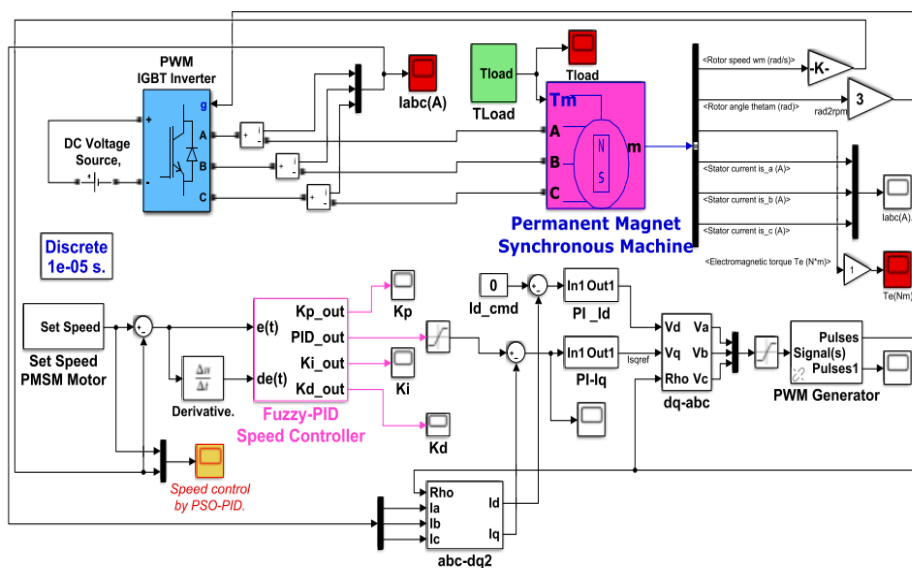 PWM
IGBT Inverter
g
+
-
A
B
C
DC Voltage
Source,
+ -
i
+ -
i
+ -
i
Iabc(A)
Tload
TLoad
Tload
Tm
A
B
C
m
N
S
Permanent Magnet
Synchronous Machine
<Rotor speed wm (rad/s)>
-K-
<Rotor angle thetam (rad)>
rad2rpm
3
<Stator current is_a (A)>
<Stator current is_b (A)>
<Stator current is_c (A)>
Iabc(A).
<Electromagnetic torque Te (N*m)>
1
Te(Nm)
Discrete
1e-05 s.
Set Speed
Set Speed
PMSM Motor
+
-
Δu
Δt
Derivative.
e(t)
de(t)
Kp_out
PID_out
Ki_out
Kd_out
Fuzzy-PID
Speed Controller
Kp
Ki
Kd
Speed control
by PSO-PID.
0
Id_cmd
+
-
In1 Out1
PI _Id
+
-
In1 Out1
PI-Iq
Isqref
Vd
Vq
Rho
Va
Vb
Vc
dq-abc
Pulses
Signal(s)
Pulses1
PWM Generator
Rho
Ia
Ib
Ic
Id
Iq
abc-dq2